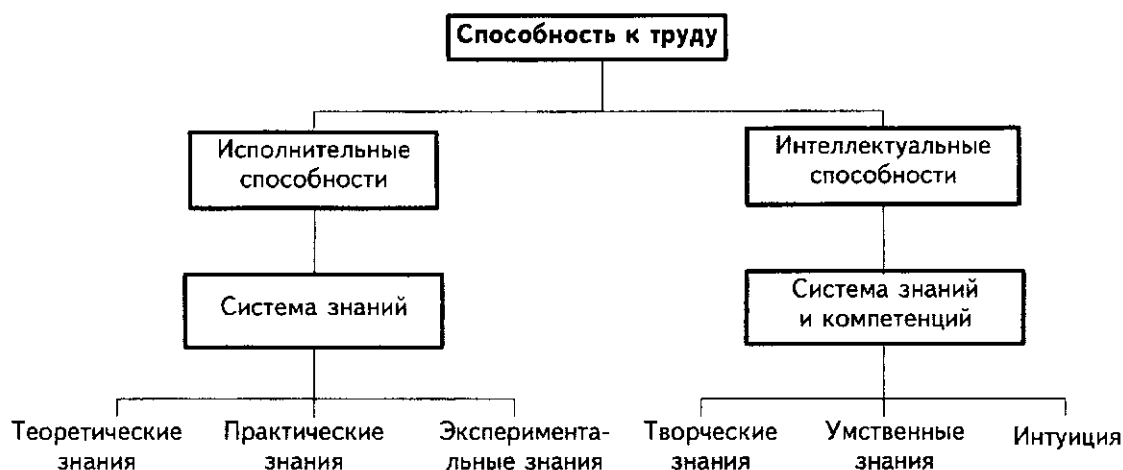 Способность к труду
Исполнительные
способности
Интеллектуальные
способности
Система знаний
Система знаний
и компетенций
Теоретические
знания
Практические
знания
Эксперимента-
льные знания
Творческие
знания
Умственные
знания
Интуиция